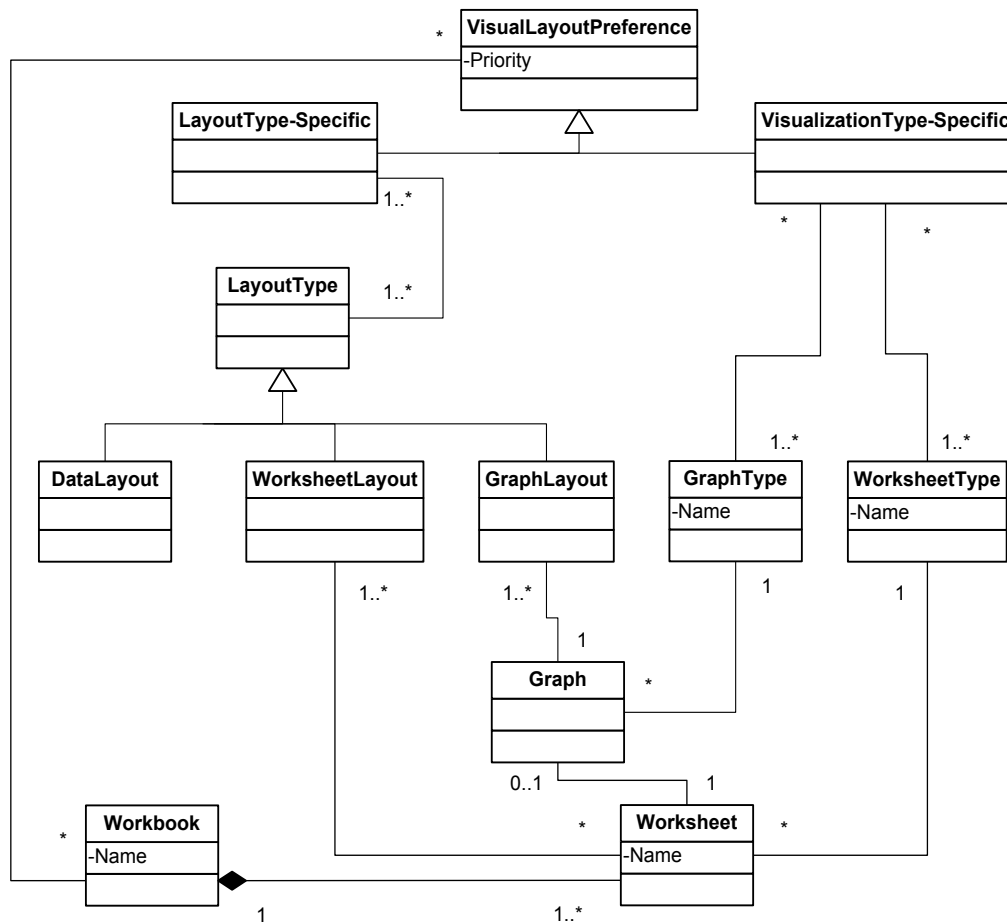 VisualLayoutPreference
*
-Priority
LayoutType-Specific
VisualizationType-Specific
1..*
*
*
LayoutType
1..*
1..*
1..*
DataLayout
WorksheetLayout
GraphLayout
GraphType
WorksheetType
-Name
-Name
1..*
1..*
1
1
1
Graph
*
0..1
1
Workbook
Worksheet
*
*
*
-Name
-Name
1
1..*